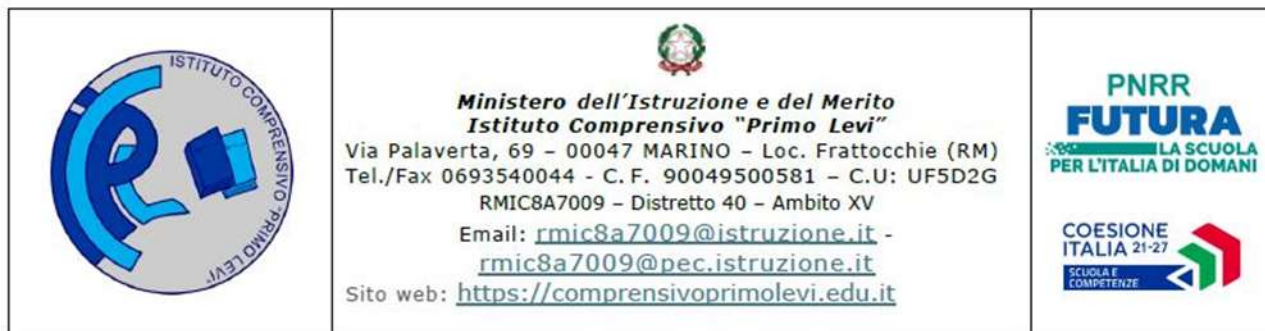 ISTITUTO COMPRENSIVO "PRIMO LEVI"
Ministero dell'Istruzione e del Merito
Istituto Comprensivo "Primo Levi"
Via Palaverta, 69 – 00047 MARINO – Loc. Frattocchie (RM)
Tel./Fax 0693540044 - C.F. 90049500581 – C.U: UF5D2G
RMIC8A7009 – Distretto 40 – Ambito XV
Email: rmic8a7009@istruzione.it -
rmic8a7009@pec.istruzione.it
Sito web: https://comprensivoprimolevi.edu.it
PNRR
FUTURA
LA SCUOLA
PER L'ITALIA DI DOMANI
COESIONE
ITALIA 21-27
SCUOLA E
COMPETENZE